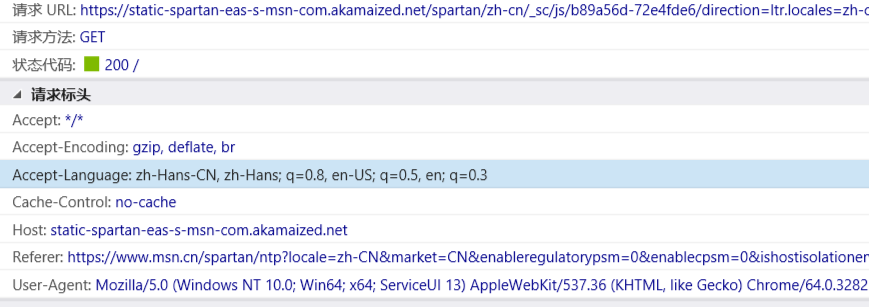 请求 URL: https://static-spartan-eas-s-msn-com.akamaized.net/spartan/zh-cn/_sc/js/b89a56d-72e4fde6/direction=ltr.locales=zh-c
请求方法: GET
状态代码: 200 /
请求标头
Accept: */*
Accept-Encoding: gzip, deflate, br
Accept-Language: zh-Hans-CN, zh-Hans; q=0.8, en-US; q=0.5, en; q=0.3
Cache-Control: no-cache
Host: static-spartan-eas-s-msn-com.akamaized.net
Referer: https://www.msn.cn/spartan/ntp?locale=zh-CN&market=CN&enableregulatorypsm=0&enablecpsm=0&ishostisolationen
User-Agent: Mozilla/5.0 (Windows NT 10.0; Win64; x64; ServiceUI 13) AppleWebKit/537.36 (KHTML, like Gecko) Chrome/64.0.3282